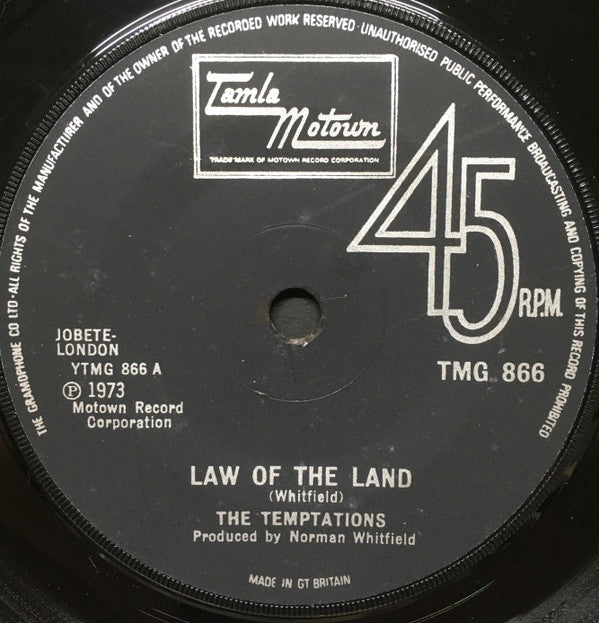 THE GRAMOPHONE CO LTD·ALL RIGHTS OF THE MANUFACTURER AND OF THE OWNER OF THE RECORDED WORK RESERVED·UNAUTHORISED PUBLIC PERFORMANCE BROADCASTING AND COPYING OF THIS RECORD PROHIBITED
Tamla
Motown
TRADE MARK OF MOTOWN RECORD CORPORATION
45
R.P.M.
JOBETE-
LONDON
YTMG 866 A
℗ 1973
Motown Record
Corporation
TMG 866
LAW OF THE LAND
(Whitfield)
THE TEMPTATIONS
Produced by Norman Whitfield
MADE IN GT BRITAIN